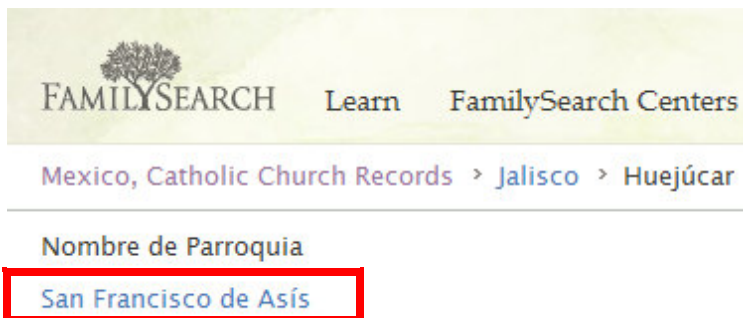 FAMILYSEARCH Learn FamilySearch Centers
Mexico, Catholic Church Records > Jalisco > Huejúcar
Nombre de Parroquia
San Francisco de Asís